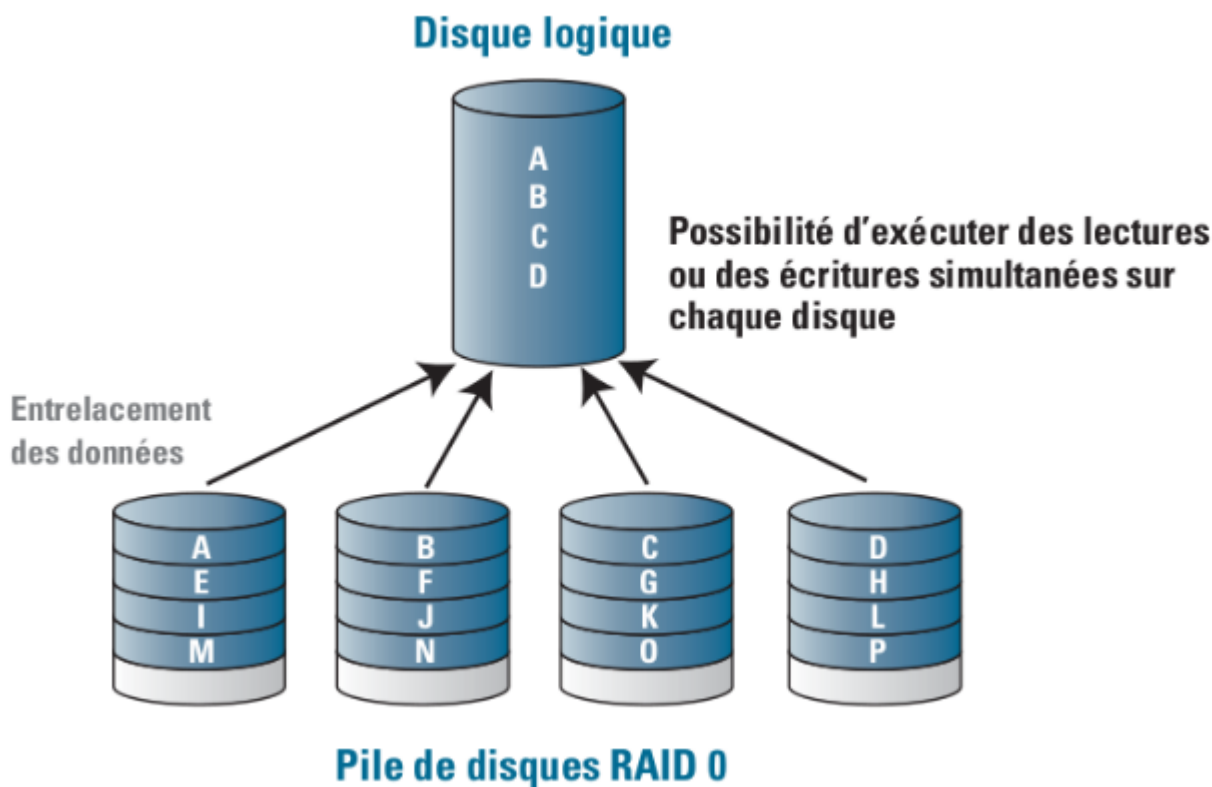 Disque logique
A
B
C
D
Possibilité d'exécuter des lectures
ou des écritures simultanées sur
chaque disque
Entrelacement
des données
A B C D
E F G H
I J K L
M N O P
Pile de disques RAID 0